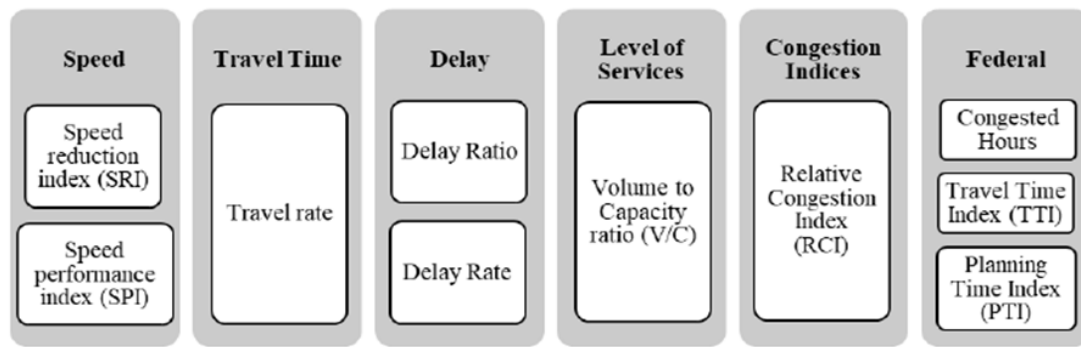 Speed
Speed
reduction
index (SRI)
Speed
performance
index (SPI)
Travel Time
Travel rate
Delay
Delay Ratio
Delay Rate
Level of
Services
Volume to
Capacity
ratio (V/C)
Congestion
Indices
Relative
Congestion
Index
(RCI)
Federal
Congested
Hours
Travel Time
Index (TTI)
Planning
Time Index
(PTI)